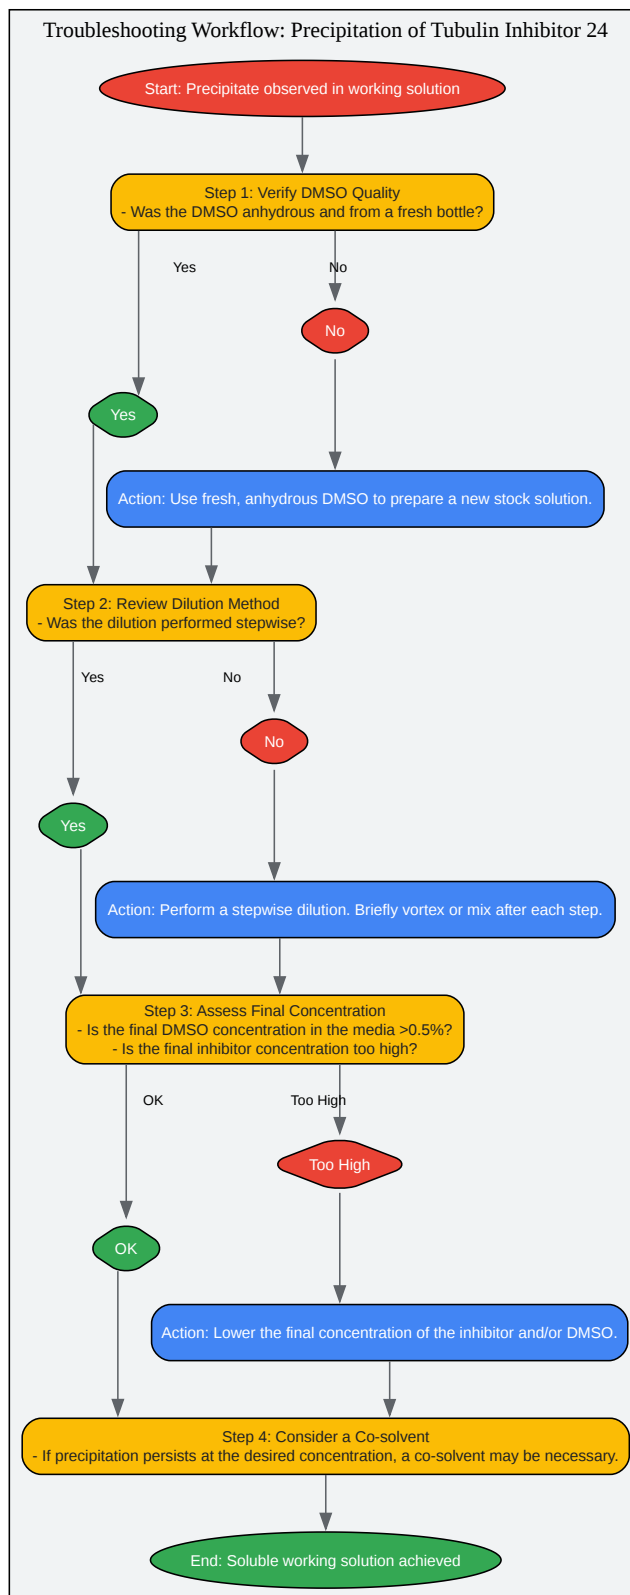 Troubleshooting Workflow: Precipitation of Tubulin Inhibitor 24
Start: Precipitate observed in working solution
Step 1: Verify DMSO Quality
- Was the DMSO anhydrous and from a fresh bottle?
Yes
No
No
Yes
Action: Use fresh, anhydrous DMSO to prepare a new stock solution.
Step 2: Review Dilution Method
- Was the dilution performed stepwise?
Yes
No
No
Yes
Action: Perform a stepwise dilution. Briefly vortex or mix after each step.
Step 3: Assess Final Concentration
- Is the final DMSO concentration in the media >0.5%?
- Is the final inhibitor concentration too high?
OK
Too High
Too High
OK
Action: Lower the final concentration of the inhibitor and/or DMSO.
Step 4: Consider a Co-solvent
- If precipitation persists at the desired concentration, a co-solvent may be necessary.
End: Soluble working solution achieved